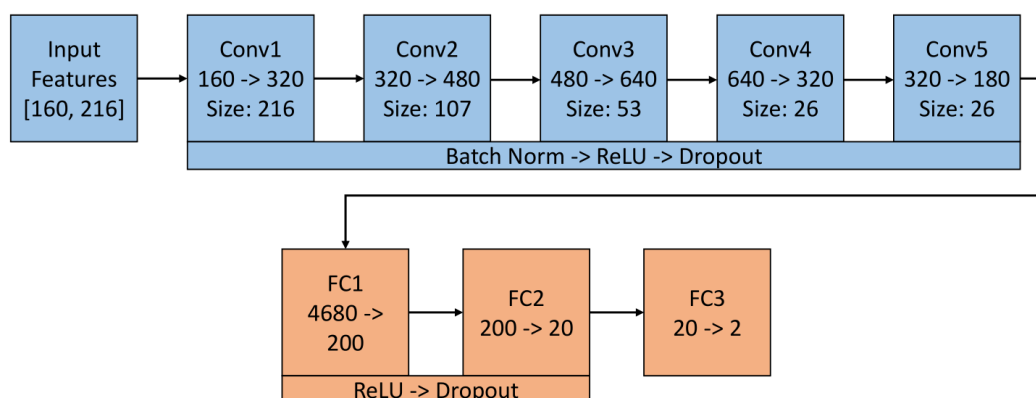 Input
Features
[160, 216]
Conv1
160 -> 320
Size: 216
Conv2
320 -> 480
Size: 107
Conv3
480 -> 640
Size: 53
Conv4
640 -> 320
Size: 26
Conv5
320 -> 180
Size: 26
Batch Norm -> ReLU -> Dropout
FC1
4680 ->
200
FC2
200 -> 20
FC3
20 -> 2
ReLU -> Dropout